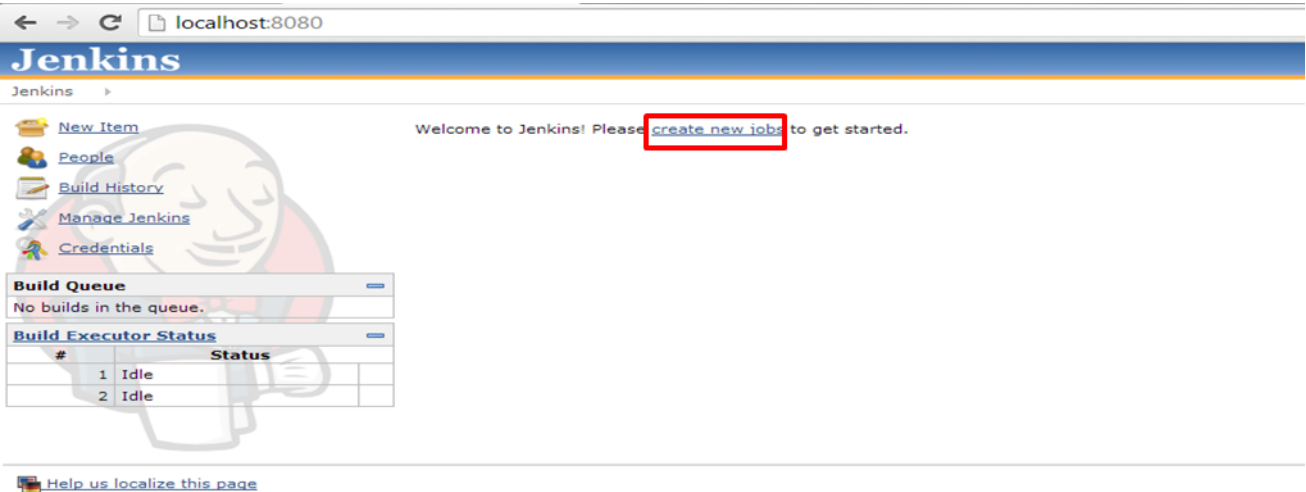 localhost:8080
Jenkins
Jenkins
New Item
People
Build History
Manage Jenkins
Credentials
Build Queue
No builds in the queue.
Build Executor Status
# Status
1 Idle
2 Idle
Welcome to Jenkins! Please create new jobs to get started.
Help us localize this page